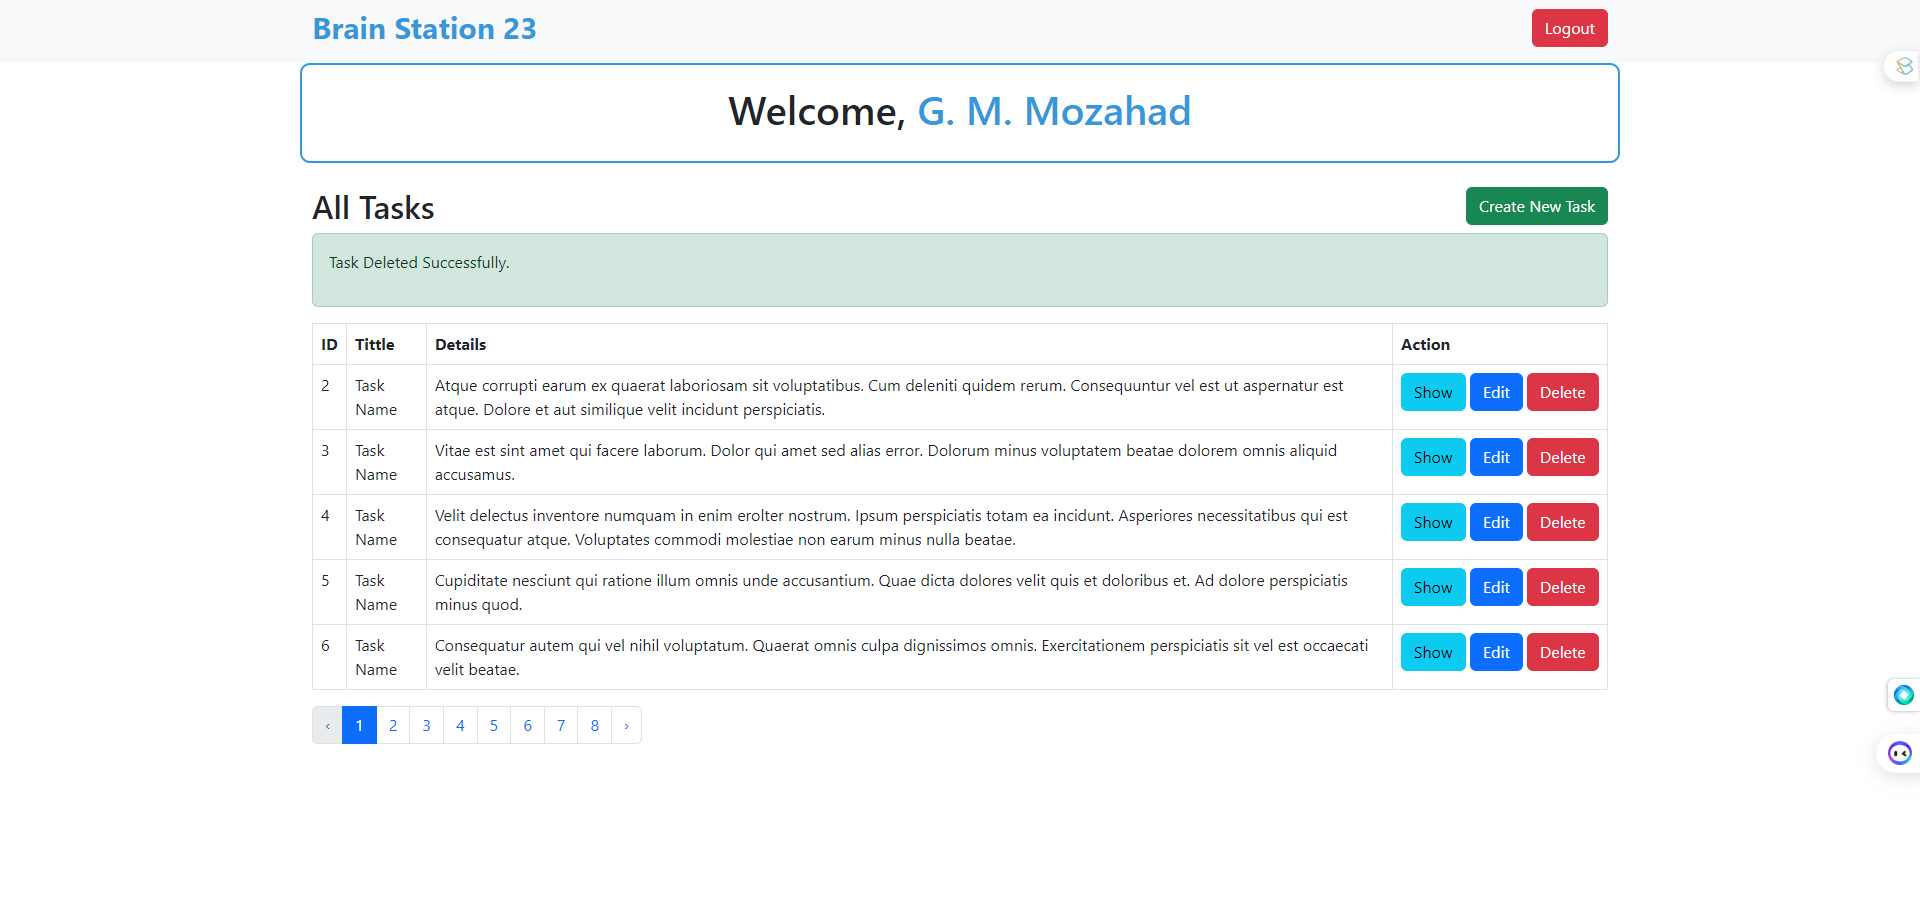 Brain Station 23
Logout
Welcome, G. M. Mozahad
All Tasks
Create New Task
Task Deleted Successfully.
ID Tittle Details Action
2 Task Name Atque corrupti earum ex quaerat laboriosam sit voluptatibus. Cum deleniti quidem rerum. Consequuntur vel est ut aspernatur est
atque. Dolore et aut similique velit incidunt perspiciatis.
Show Edit Delete
3 Task Name Vitae est sint amet qui facere laborum. Dolor qui amet sed alias error. Dolorum minus voluptatem beatae dolorem omnis aliquid
accusamus.
Show Edit Delete
4 Task Name Velit delectus inventore numquam in enim erolter nostrum. Ipsum perspiciatis totam ea incidunt. Asperiores necessitatibus qui est
consequatur atque. Voluptates commodi molestiae non earum minus nulla beatae.
Show Edit Delete
5 Task Name Cupiditate nesciunt qui ratione illum omnis unde accusantium. Quae dicta dolores velit quis et doloribus et. Ad dolore perspiciatis
minus quod.
Show Edit Delete
6 Task Name Consequatur autem qui vel nihil voluptatum. Quaerat omnis culpa dignissimos omnis. Exercitationem perspiciatis sit vel est occaecati
velit beatae.
Show Edit Delete
‹ 1 2 3 4 5 6 7 8 ›